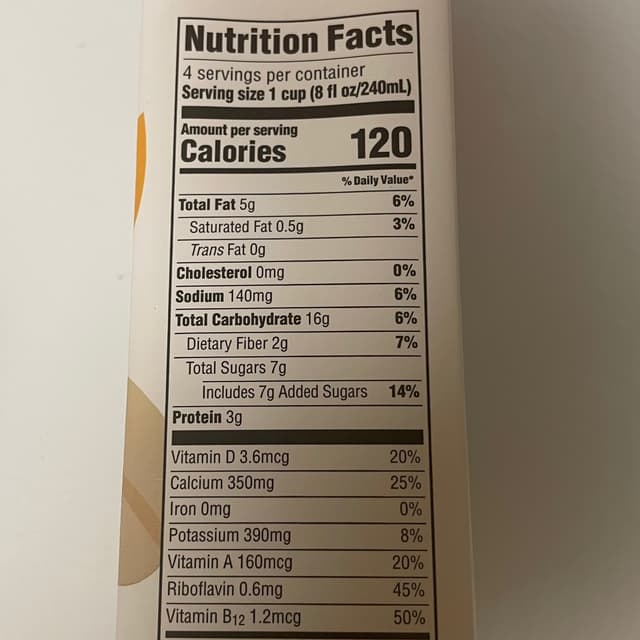 Nutrition Facts
4 servings per container
Serving size 1 cup (8 fl oz/240mL)
Amount per serving
Calories 120
% Daily Value*
Total Fat 5g 6%
Saturated Fat 0.5g 3%
Trans Fat 0g
Cholesterol 0mg 0%
Sodium 140mg 6%
Total Carbohydrate 16g 6%
Dietary Fiber 2g 7%
Total Sugars 7g
Includes 7g Added Sugars 14%
Protein 3g
Vitamin D 3.6mcg 20%
Calcium 350mg 25%
Iron 0mg 0%
Potassium 390mg 8%
Vitamin A 160mcg 20%
Riboflavin 0.6mg 45%
Vitamin B12 1.2mcg 50%